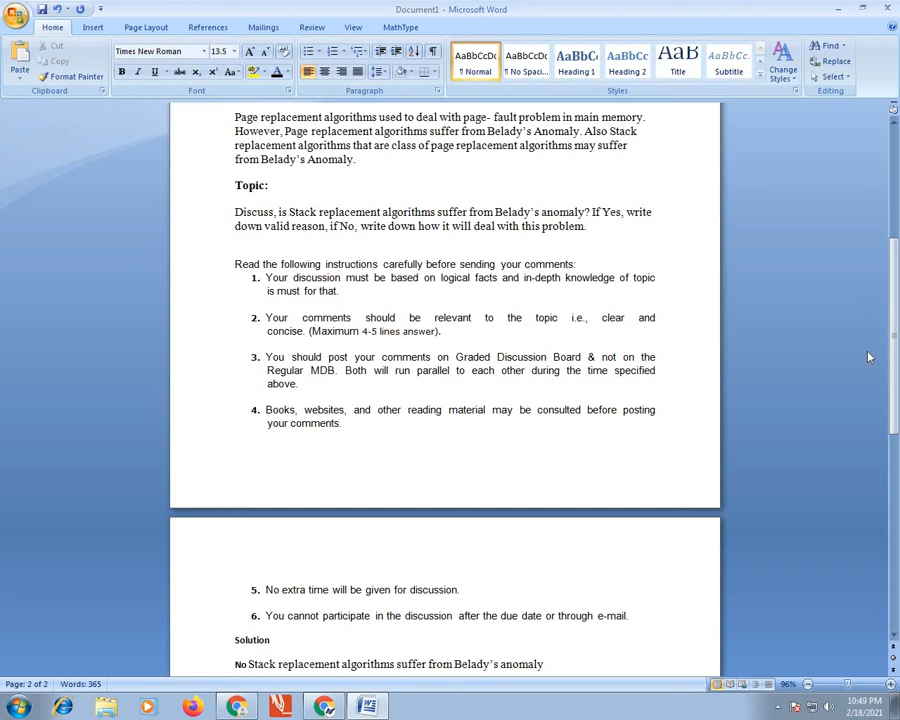 Document1 - Microsoft Word
Home Insert Page Layout References Mailings Review View MathType
Paste
Cut
Copy
Format Painter
Clipboard
Times New Roman 13.5
B I U abc x₂ x² Aa
Font
Paragraph
AaBbCcDc AaBbCcDc AaBbC AaBbCc AaB AaBbCc.
¶ Normal ¶ No Spaci... Heading 1 Heading 2 Title Subtitle
Change Styles
Styles
Find
Replace
Select
Editing
Page replacement algorithms used to deal with page- fault problem in main memory.
However, Page replacement algorithms suffer from Belady's Anomaly. Also Stack
replacement algorithms that are class of page replacement algorithms may suffer
from Belady's Anomaly.
Topic:
Discuss, is Stack replacement algorithms suffer from Belady's anomaly? If Yes, write
down valid reason, if No, write down how it will deal with this problem.
Read the following instructions carefully before sending your comments:
1. Your discussion must be based on logical facts and in-depth knowledge of topic
is must for that.
2. Your comments should be relevant to the topic i.e., clear and
concise. (Maximum 4-5 lines answer).
3. You should post your comments on Graded Discussion Board & not on the
Regular MDB. Both will run parallel to each other during the time specified
above.
4. Books, websites, and other reading material may be consulted before posting
your comments.
5. No extra time will be given for discussion.
6. You cannot participate in the discussion after the due date or through e-mail.
Solution
No Stack replacement algorithms suffer from Belady's anomaly
Page: 2 of 2 Words: 365 96%
10:49 PM
2/18/2021